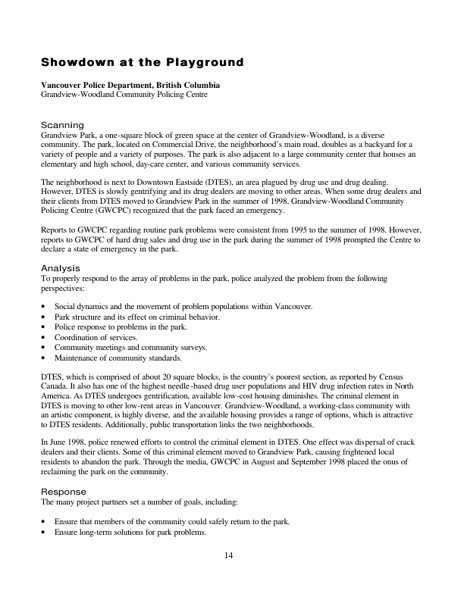 Showdown at the Playground
Vancouver Police Department, British Columbia
Grandview-Woodland Community Policing Centre
Scanning
Grandview Park, a one-square block of green space at the center of Grandview-Woodland, is a diverse
community. The park, located on Commercial Drive, the neighborhood's main road, doubles as a backyard for a
variety of people and a variety of purposes. The park is also adjacent to a large community center that houses an
elementary and high school, day-care center, and various community services.
The neighborhood is next to Downtown Eastside (DTES), an area plagued by drug use and drug dealing.
However, DTES is slowly gentrifying and its drug dealers are moving to other areas. When some drug dealers and
their clients from DTES moved to Grandview Park in the summer of 1998, Grandview-Woodland Community
Policing Centre (GWCPC) recognized that the park faced an emergency.
Reports to GWCPC regarding routine park problems were consistent from 1995 to the summer of 1998. However,
reports to GWCPC of hard drug sales and drug use in the park during the summer of 1998 prompted the Centre to
declare a state of emergency in the park.
Analysis
To properly respond to the array of problems in the park, police analyzed the problem from the following
perspectives:
• Social dynamics and the movement of problem populations within Vancouver.
• Park structure and its effect on criminal behavior.
• Police response to problems in the park.
• Coordination of services.
• Community meetings and community surveys.
• Maintenance of community standards.
DTES, which is comprised of about 20 square blocks, is the country's poorest section, as reported by Census
Canada. It also has one of the highest needle-based drug user populations and HIV drug infection rates in North
America. As DTES undergoes gentrification, available low-cost housing diminishes. The criminal element in
DTES is moving to other low-rent areas in Vancouver. Grandview-Woodland, a working-class community with
an artistic component, is highly diverse, and the available housing provides a range of options, which is attractive
to DTES residents. Additionally, public transportation links the two neighborhoods.
In June 1998, police renewed efforts to control the criminal element in DTES. One effect was dispersal of crack
dealers and their clients. Some of this criminal element moved to Grandview Park, causing frightened local
residents to abandon the park. Through the media, GWCPC in August and September 1998 placed the onus of
reclaiming the park on the community.
Response
The many project partners set a number of goals, including:
• Ensure that members of the community could safely return to the park.
• Ensure long-term solutions for park problems.
14